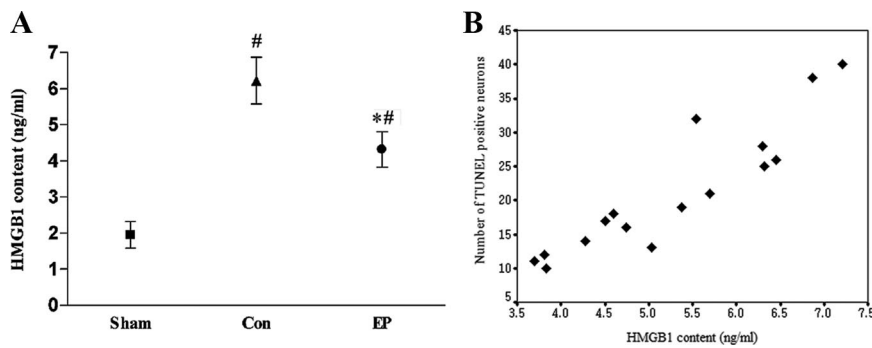 A
HMGB1 content (ng/ml)
7
6
5
4
3
2
1
0
#
*#
Sham Con EP
B
Number of TUNEL positive neurons
45
40
35
30
25
20
15
10
5
3.5 4.0 4.5 5.0 5.5 6.0 6.5 7.0 7.5
HMGB1 content (ng/ml)